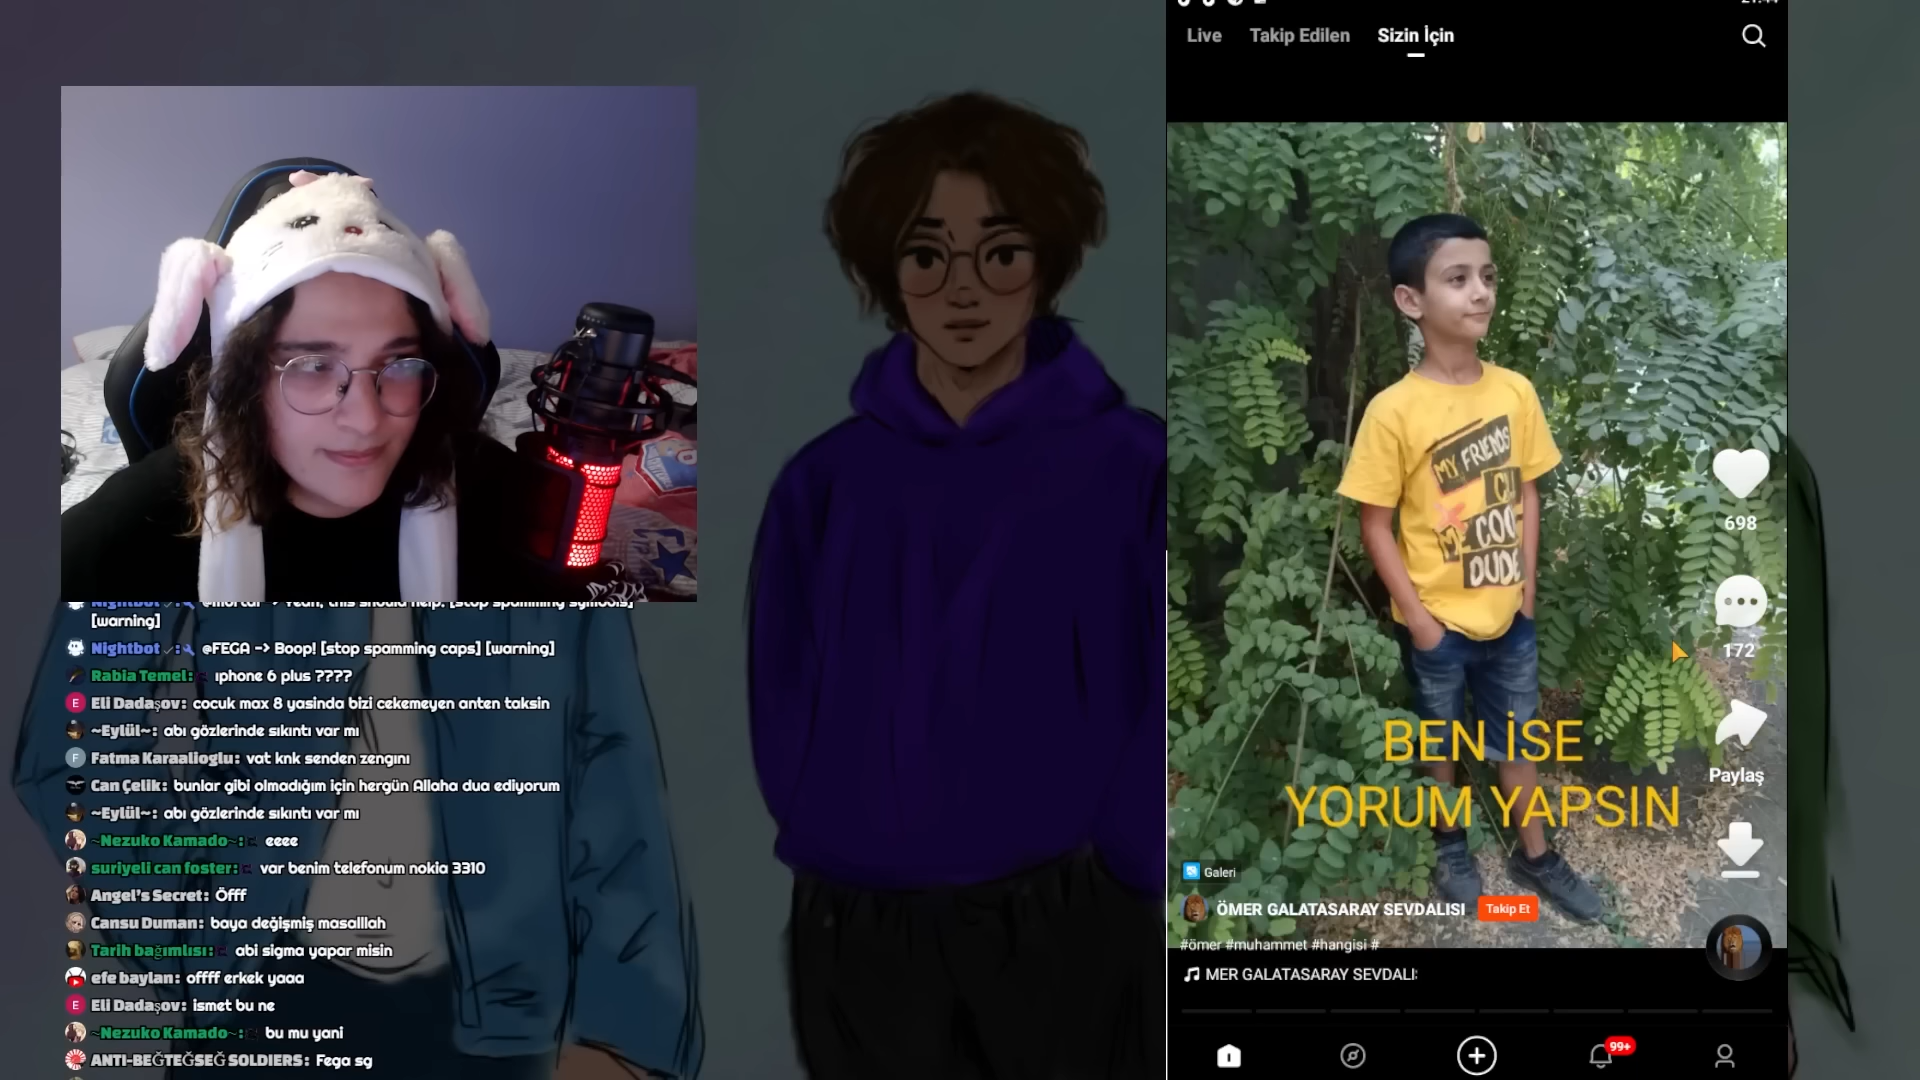 Live Takip Edilen Sizin İçin
MY FRIENDS
ME COO
DUDE
698
172
Paylaş
BEN İSE
YORUM YAPSIN
Galeri
ÖMER GALATASARAY SEVDALISI Takip Et
#ömer #muhammet #hangisi #
MER GALATASARAY SEVDALI
99+
[warning]
Nightbot : @FEGA -> Boop! [stop spamming caps] [warning]
Rabia Temel: ıphone 6 plus ????
Eli Dadaşov: cocuk max 8 yasinda bizi cekemeyen anten taksin
~Eylül~: abı gözlerinde sıkıntı var mı
Fatma Karaalioglu: vat knk senden zengını
Can Çelik: bunlar gibi olmadığım için hergün Allaha dua ediyorum
~Eylül~: abı gözlerinde sıkıntı var mı
~Nezuko Kamado~: eeee
suriyeli can foster: var benim telefonum nokia 3310
Angel's Secret: Öfff
Cansu Duman: baya değişmiş masalllah
Tarih bağımlısı: abi sigma yapar misin
efe baylan: offff erkek yaaa
Eli Dadaşov: ismet bu ne
~Nezuko Kamado~: bu mu yani
ANTI-BEĞTEĞSEĞ SOLDIERS: Fega sg